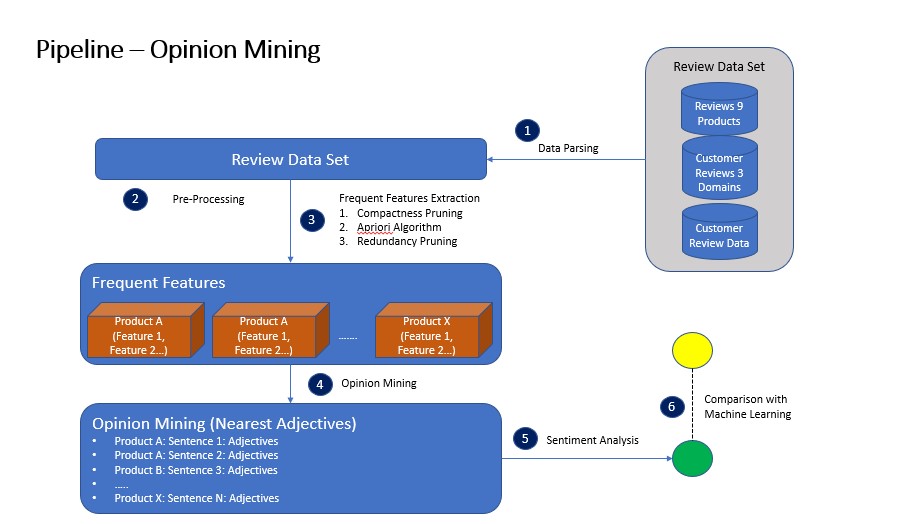 Pipeline – Opinion Mining
Review Data Set
Reviews 9
Products
Customer
Reviews 3
Domains
Customer
Review Data
1
Data Parsing
Review Data Set
2
Pre-Processing
3
Frequent Features Extraction
1. Compactness Pruning
2. Apriori Algorithm
3. Redundancy Pruning
Frequent Features
Product A
(Feature 1,
Feature 2...)
Product A
(Feature 1,
Feature 2...)
.......
Product X
(Feature 1,
Feature 2...)
4
Opinion Mining
Opinion Mining (Nearest Adjectives)
• Product A: Sentence 1: Adjectives
• Product A: Sentence 2: Adjectives
• Product B: Sentence 3: Adjectives
• .....
• Product X: Sentence N: Adjectives
5
Sentiment Analysis
6
Comparison with
Machine Learning